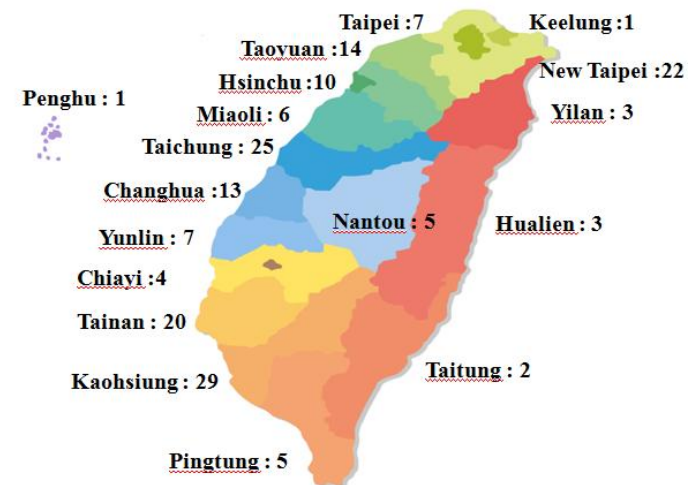 Taipei :7
Keelung :1
Taoyuan :14
New Taipei :22
Hsinchu :10
Penghu : 1
Miaoli : 6
Yilan : 3
Taichung : 25
Changhua :13
Nantou : 5
Hualien : 3
Yunlin : 7
Chiayi :4
Tainan : 20
Taitung : 2
Kaohsiung : 29
Pingtung : 5